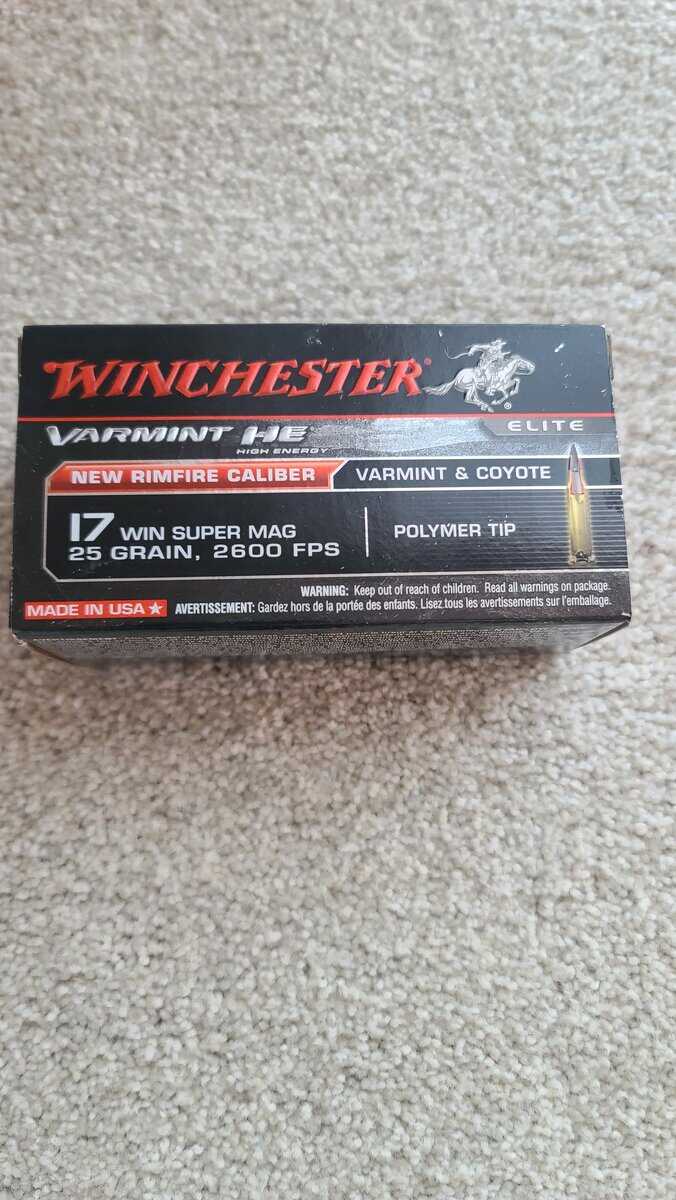 WINCHESTER®
®
VARMINT HE
HIGH ENERGY
ELITE
NEW RIMFIRE CALIBER
VARMINT & COYOTE
17 WIN SUPER MAG
25 GRAIN, 2600 FPS
POLYMER TIP
WARNING: Keep out of reach of children. Read all warnings on package.
MADE IN USA
AVERTISSEMENT: Gardez hors de la portée des enfants. Lisez tous les avertissements sur l'emballage.